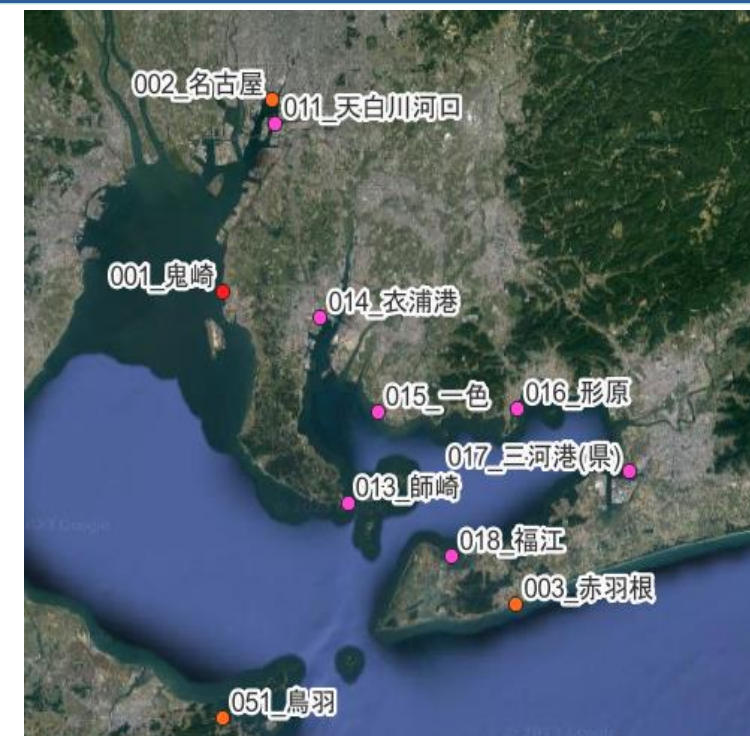 002_名古屋
011_天白川河口
001_鬼崎
014_衣浦港
015_一色
016_形原
017_三河港(県)
013_師崎
018_福江
003_赤羽根
051_鳥羽